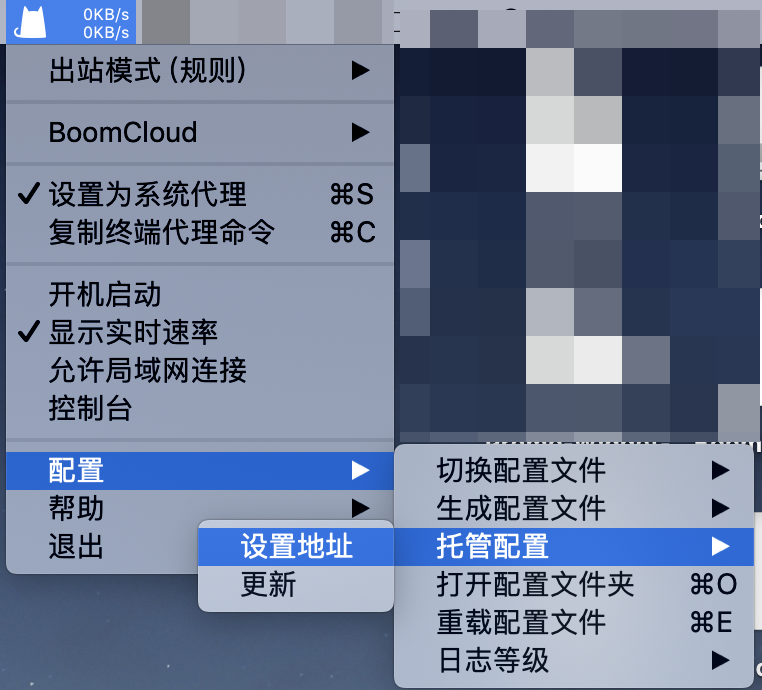 0KB/s
0KB/s
出站模式 (规则)
BoomCloud
设置为系统代理 ⌘S
复制终端代理命令 ⌘C
开机启动
显示实时速率
允许局域网连接
控制台
配置
帮助
退出
设置地址
更新
切换配置文件
生成配置文件
托管配置
打开配置文件夹 ⌘O
重载配置文件 ⌘E
日志等级